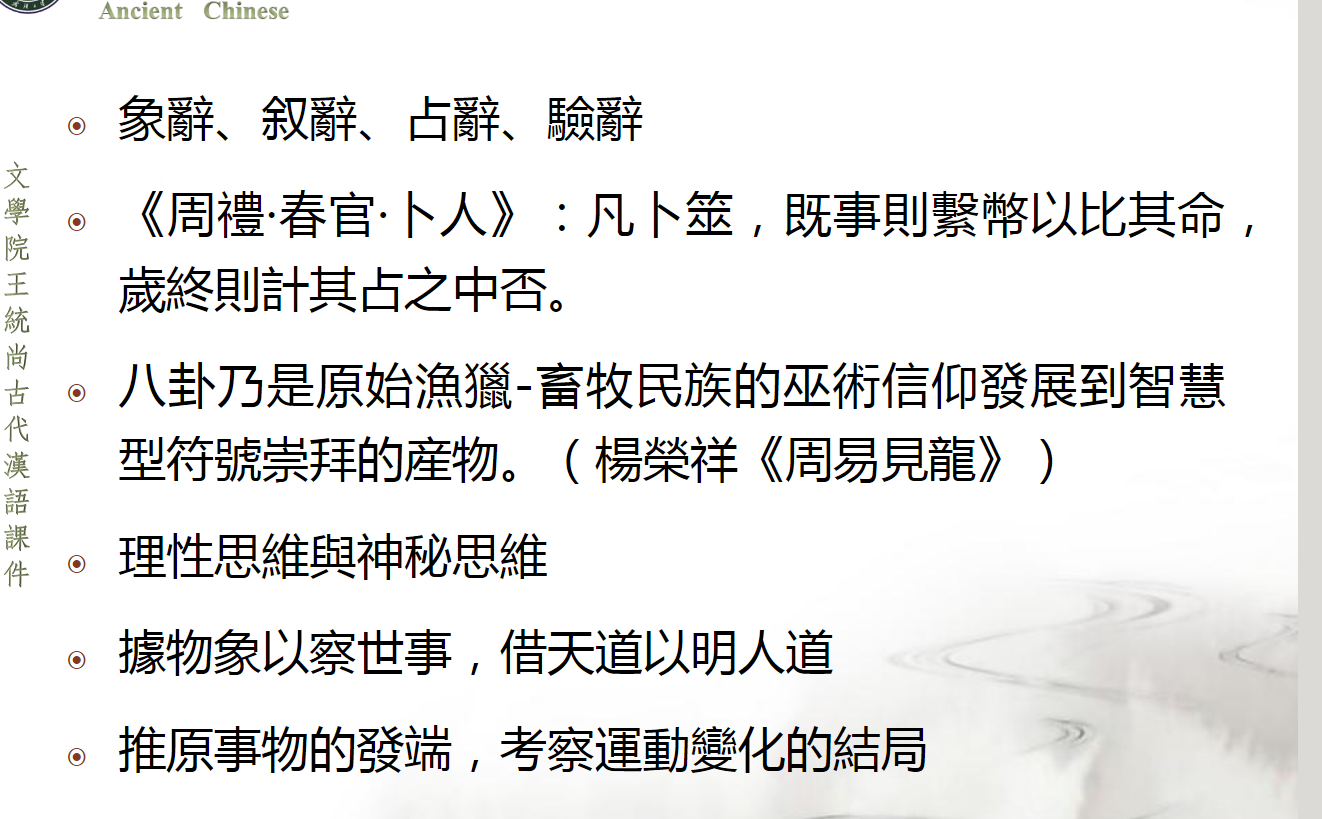 Ancient Chinese
象辭、叙辭、占辭、驗辭
《周禮·春官·卜人》：凡卜筮，既事則繫幣以比其命，
歲終則計其占之中否。
八卦乃是原始漁獵-畜牧民族的巫術信仰發展到智慧
型符號崇拜的産物。（楊榮祥《周易見龍》）
理性思維與神秘思維
據物象以察世事，借天道以明人道
推原事物的發端，考察運動變化的結局
文學院王統尚古代漢語課件